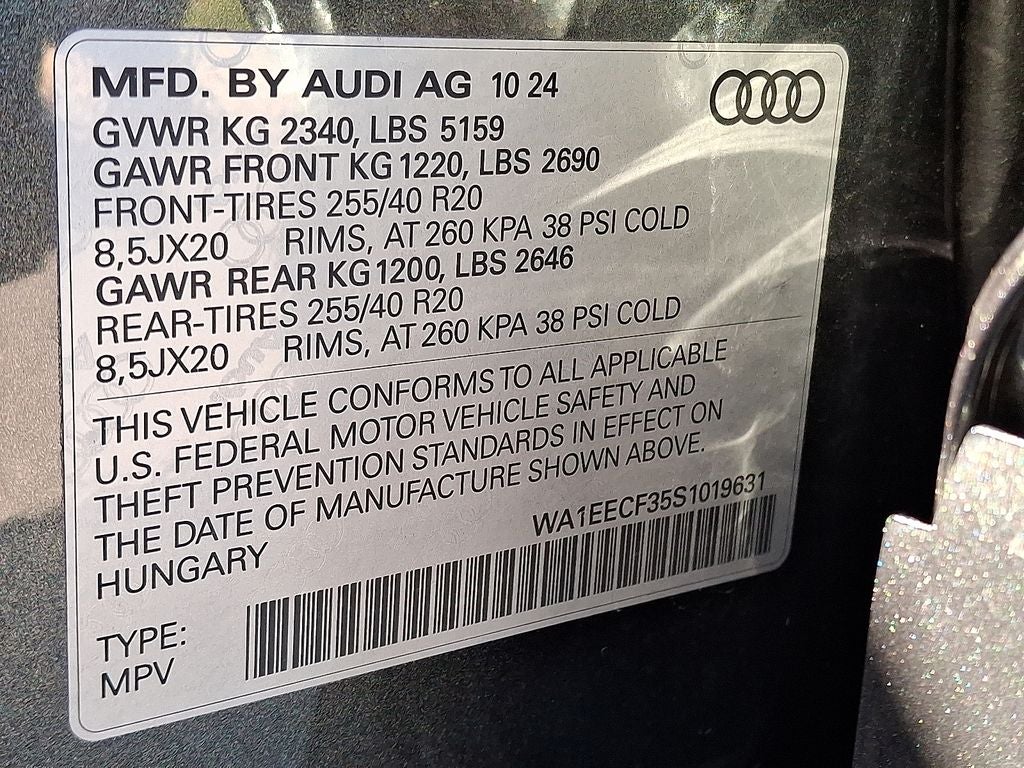 MFD. BY AUDI AG 10 24
GVWR KG 2340, LBS 5159
GAWR FRONT KG 1220, LBS 2690
FRONT-TIRES 255/40 R20
8,5JX20 RIMS, AT 260 KPA 38 PSI COLD
GAWR REAR KG 1200, LBS 2646
REAR-TIRES 255/40 R20
8,5JX20 RIMS, AT 260 KPA 38 PSI COLD
THIS VEHICLE CONFORMS TO ALL APPLICABLE
U.S. FEDERAL MOTOR VEHICLE SAFETY AND
THEFT PREVENTION STANDARDS IN EFFECT ON
THE DATE OF MANUFACTURE SHOWN ABOVE.
HUNGARY
WA1EECF35S1019631
TYPE:
MPV